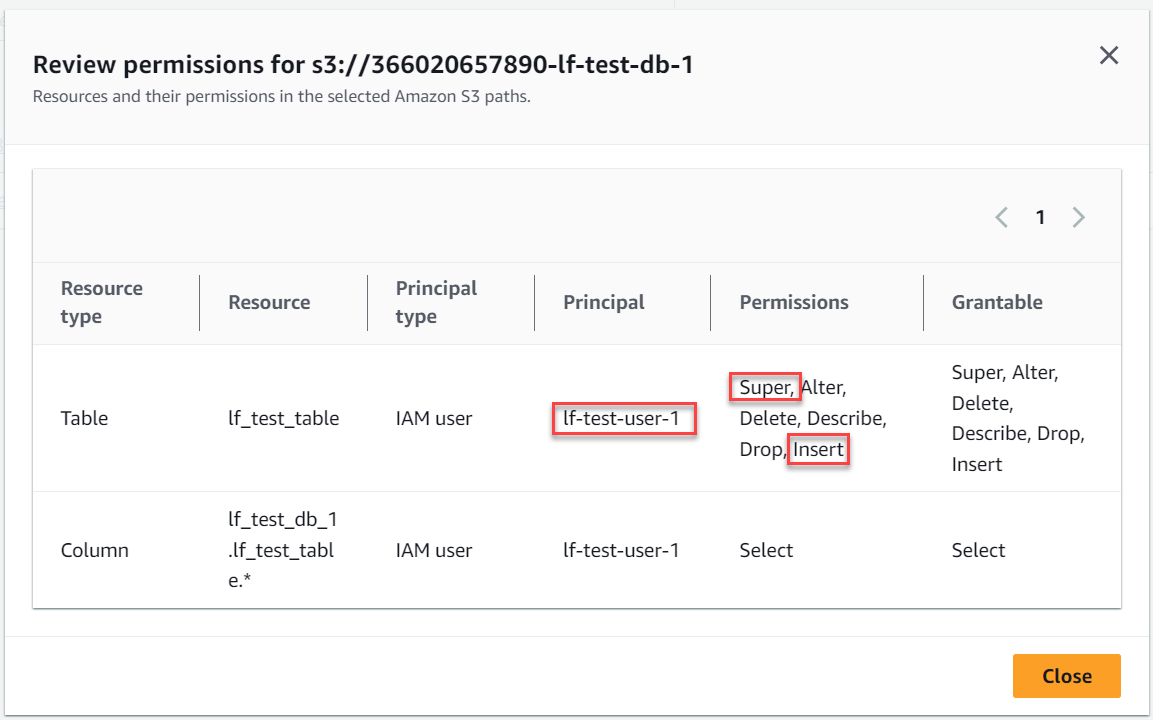 Review permissions for s3://366020657890-lf-test-db-1
Resources and their permissions in the selected Amazon S3 paths.
1
Resource
type
Resource
Principal
type
Principal
Permissions
Grantable
Table
lf_test_table
IAM user
lf-test-user-1
Super, Alter,
Delete, Describe,
Drop, Insert
Super, Alter,
Delete,
Describe, Drop,
Insert
Column
lf_test_db_1
.lf_test_tabl
e.*
IAM user
lf-test-user-1
Select
Select
Close